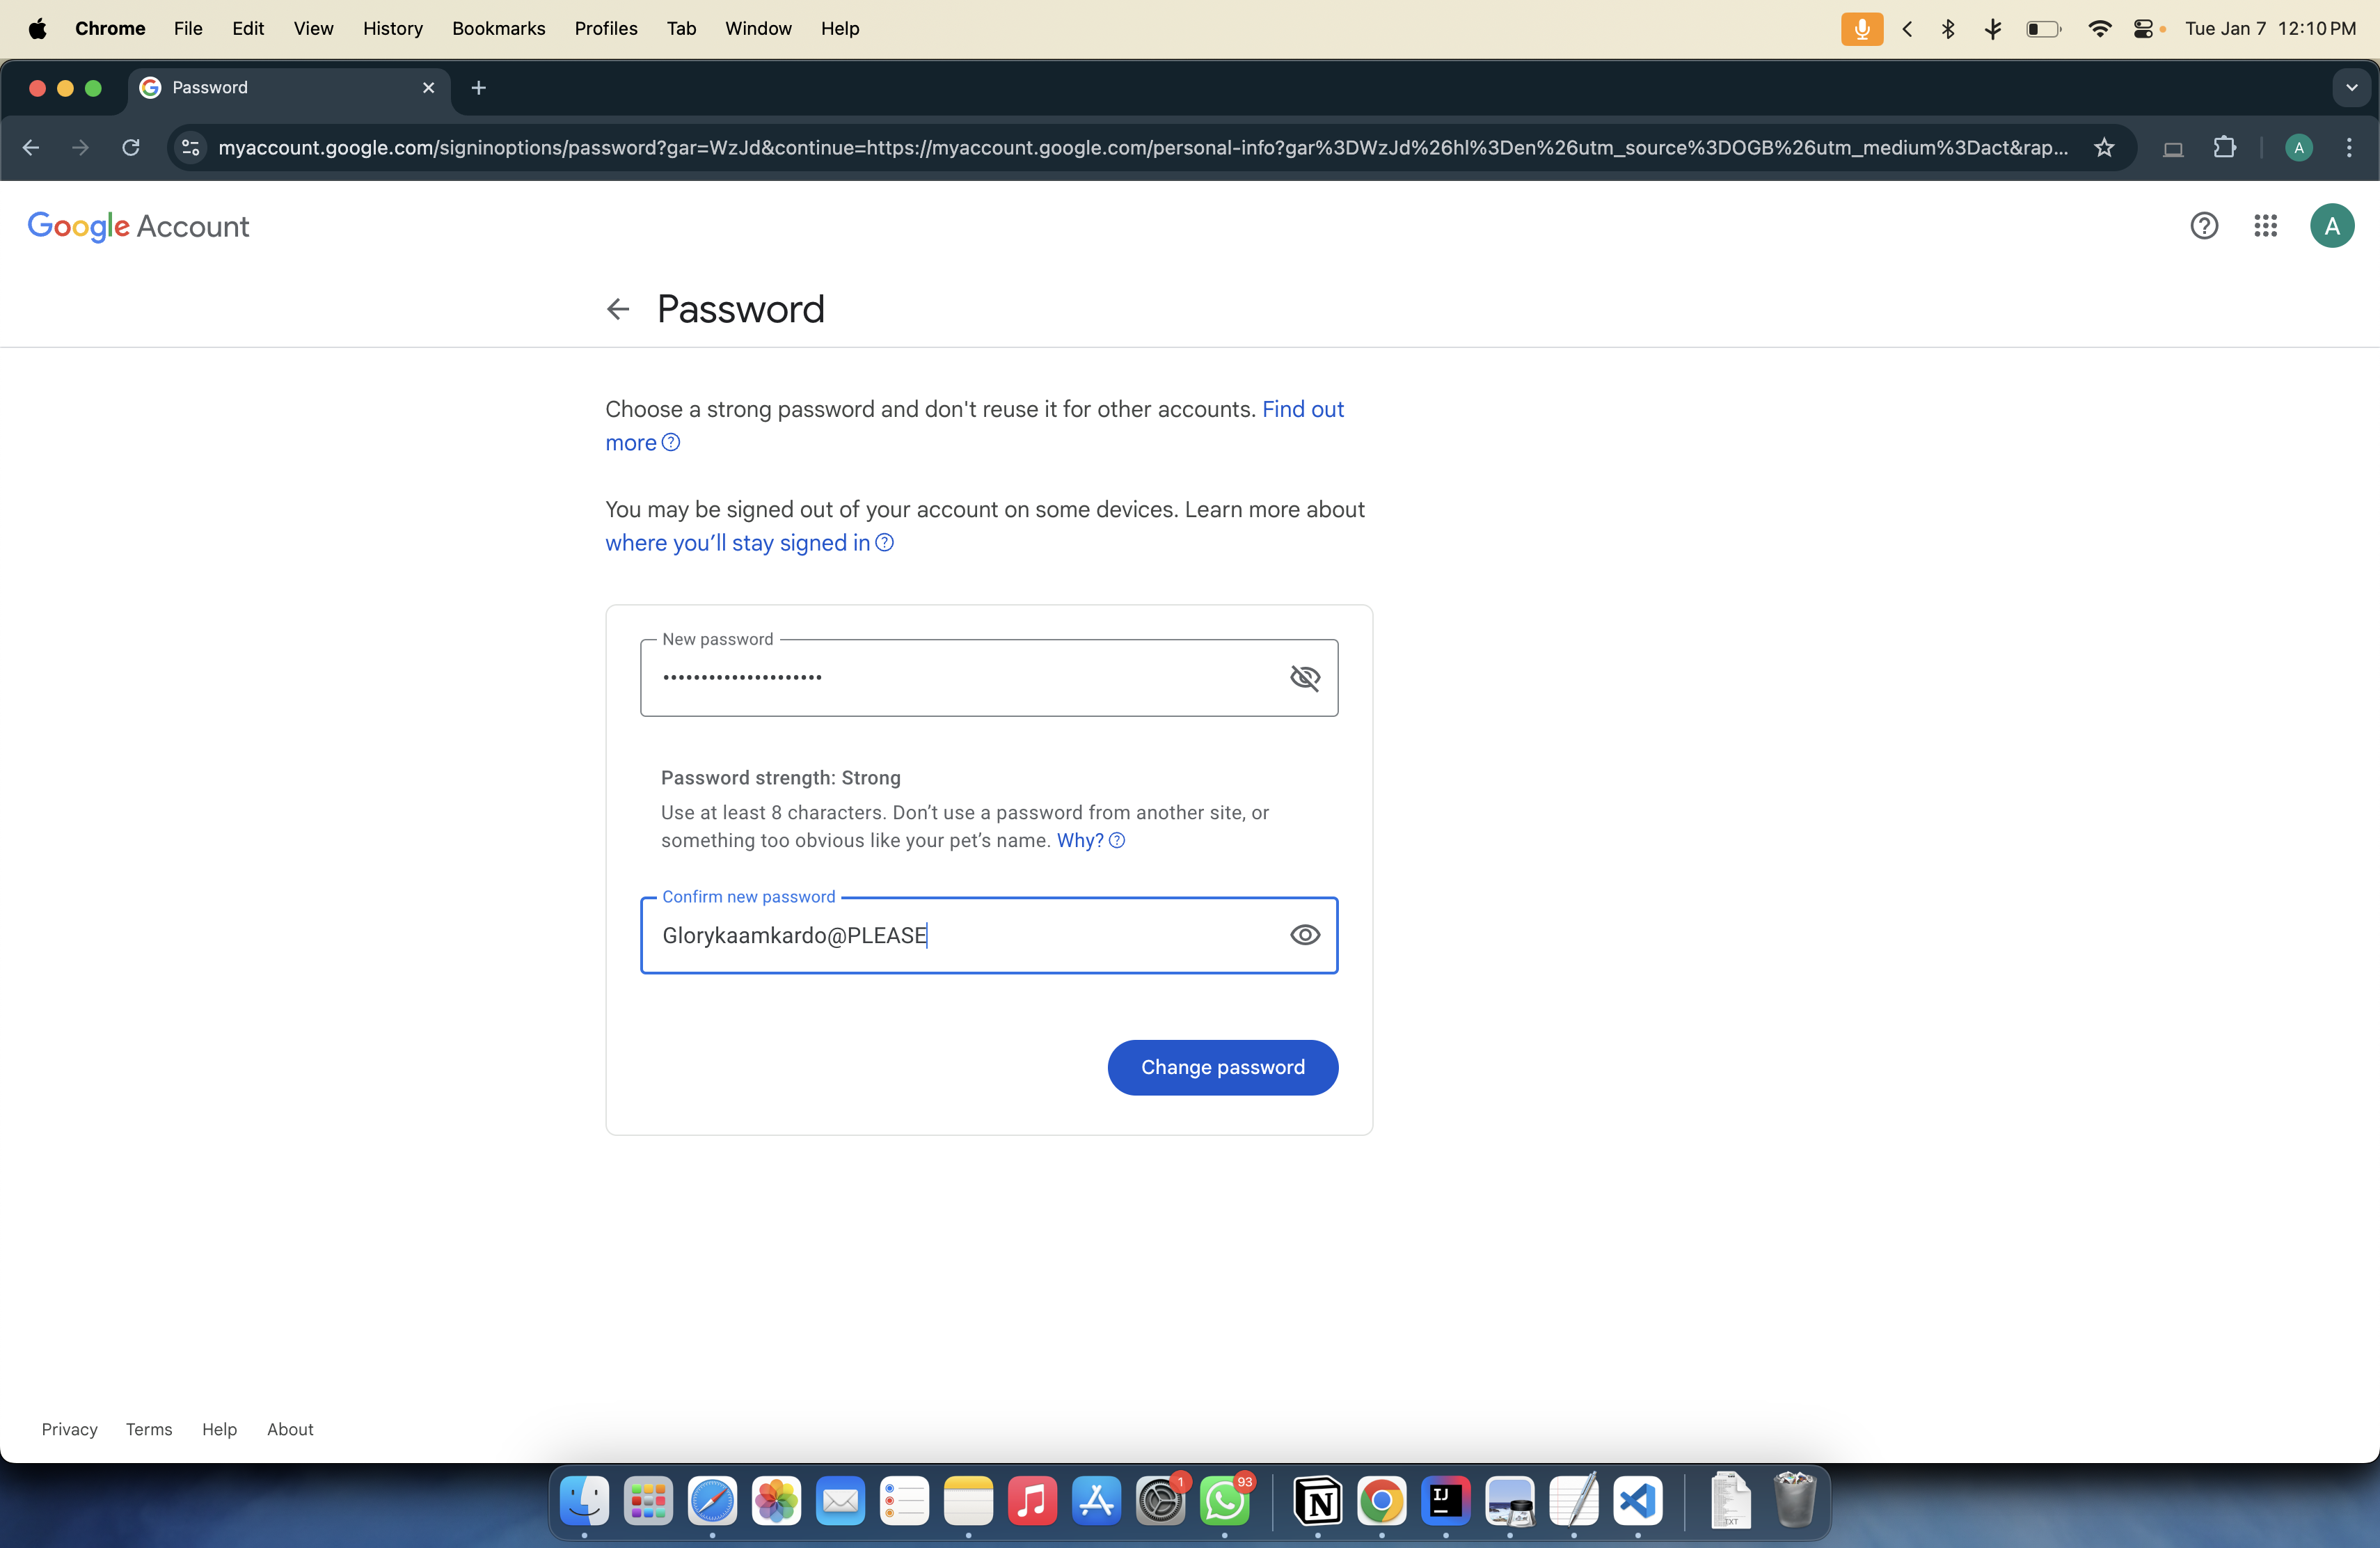 Chrome File Edit View History Bookmarks Profiles Tab Window Help Tue Jan 7 12:10 PM
Password
myaccount.google.com/signinoptions/password?gar=WzJd&continue=https://myaccount.google.com/personal-info?gar%3DWzJd%26hl%3Den%26utm_source%3DOGB%26utm_medium%3Dact&rap... A
Google Account A
Password
Choose a strong password and don't reuse it for other accounts. Find out
more
You may be signed out of your account on some devices. Learn more about
where you'll stay signed in
New password
•••••••••••••••••••••
Password strength: Strong
Use at least 8 characters. Don't use a password from another site, or
something too obvious like your pet's name. Why?
Confirm new password
Glorykaamkardo@PLEASE
Change password
Privacy Terms Help About
1 93
N IJ TXT